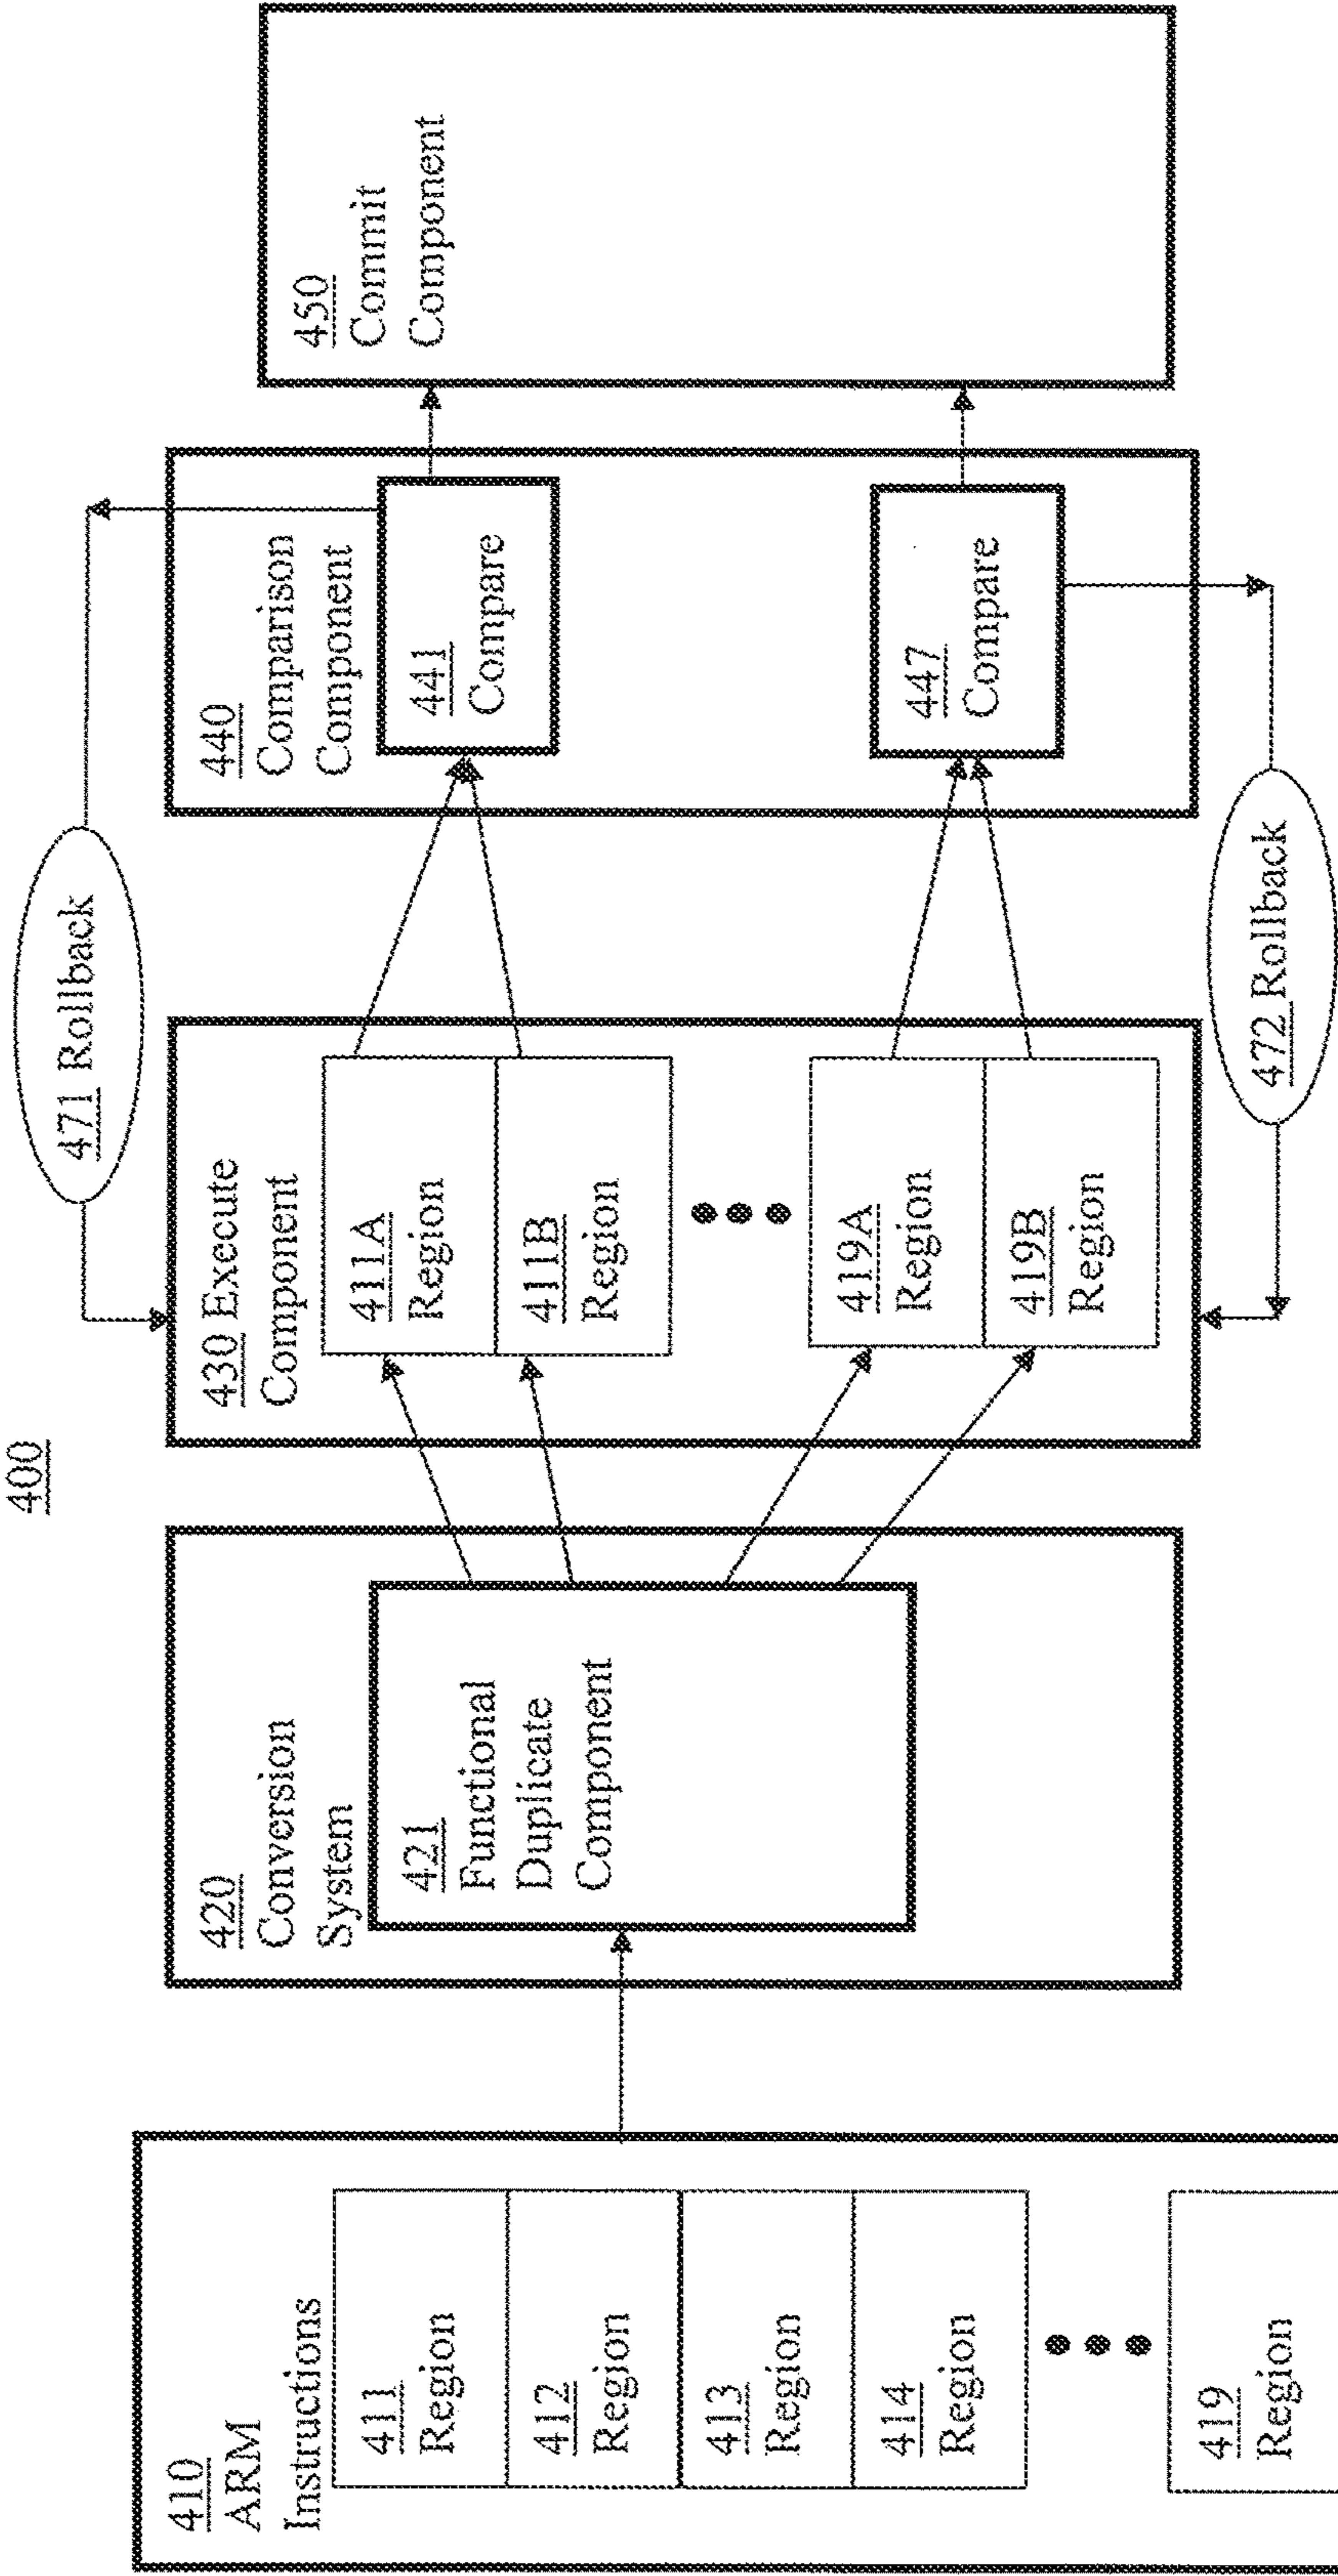 400
410
ARM
Instructions
411
Region
412
Region
413
Region
414
Region
419
Region
420
Conversion
System
421
Functional
Duplicate
Component
430 Execute
Component
411A
Region
411B
Region
419A
Region
419B
Region
471 Rollback
472 Rollback
440
Comparison
Component
441
Compare
447
Compare
450
Commit
Component